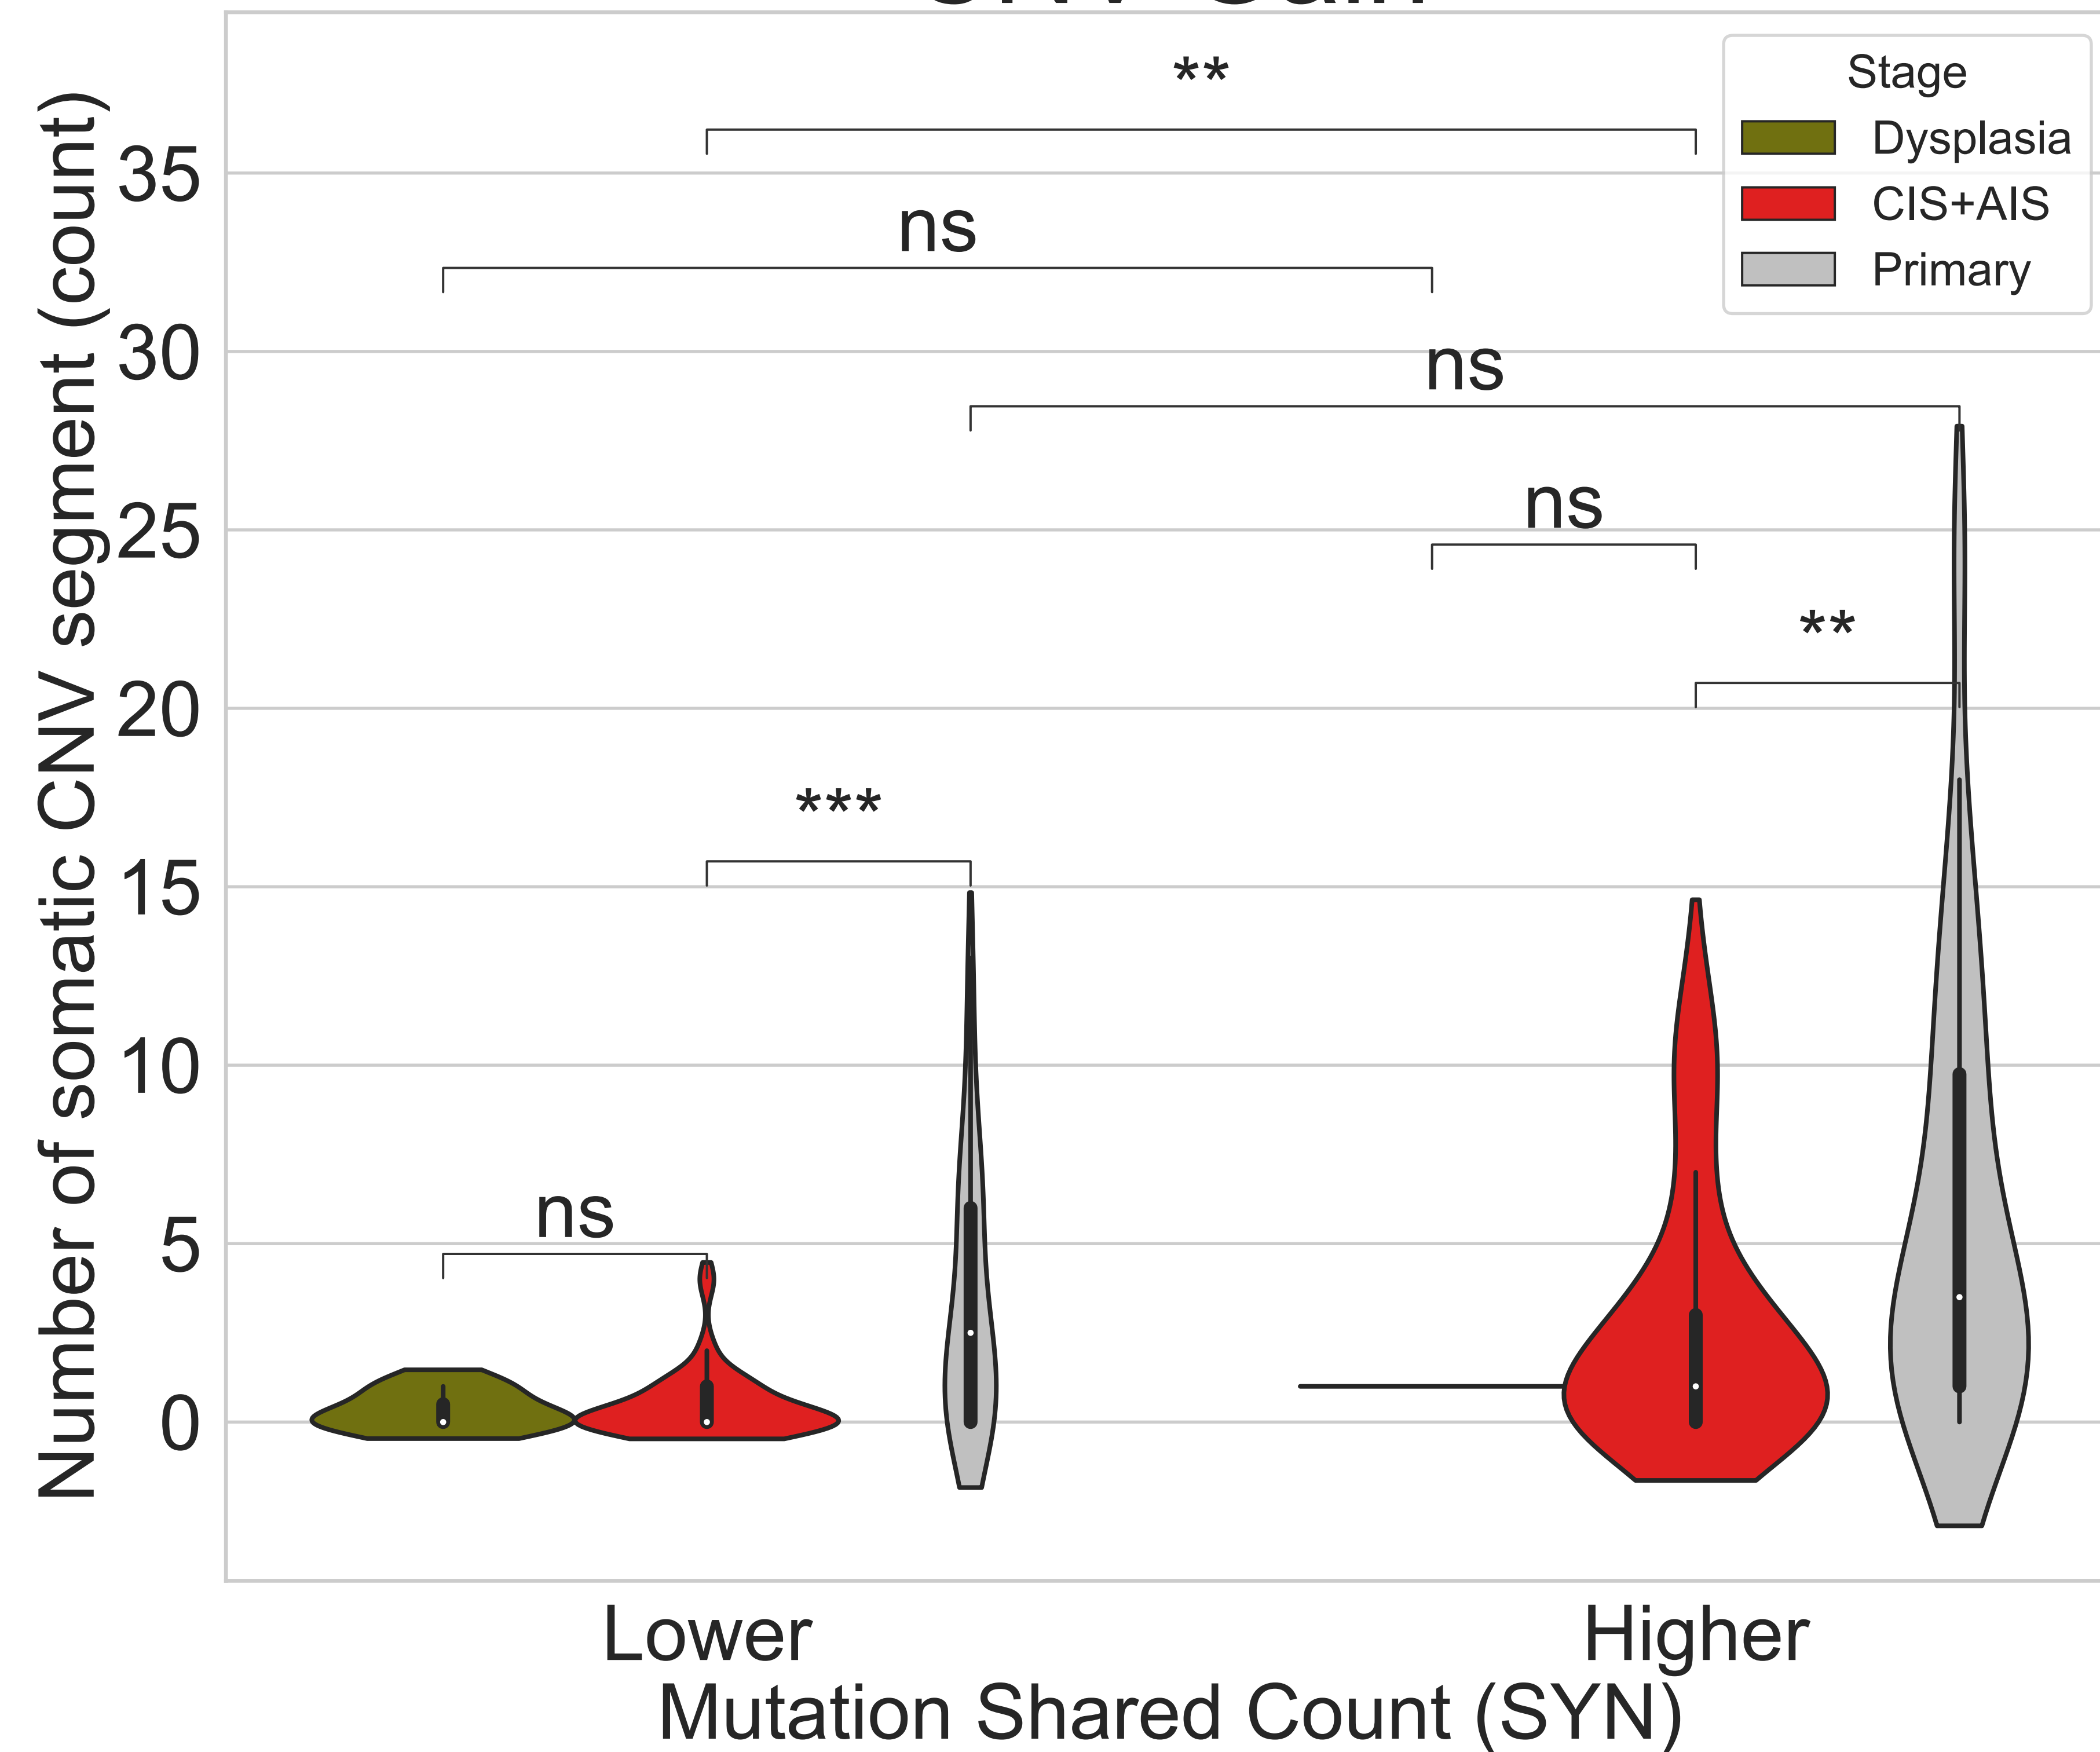 **
Stage
Dysplasia
CIS+AIS
Primary
35
ns
30
ns
25
ns
20
**
15
***
10
5
ns
0
Number of somatic CNV segment (count)
Lower
Higher
Mutation Shared Count (SYN)